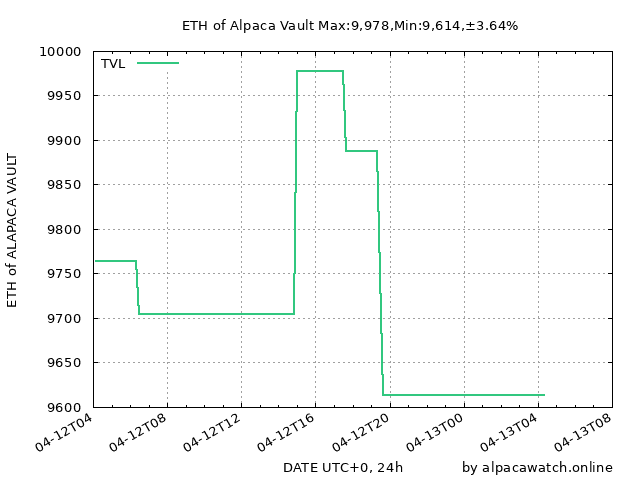 ETH of Alpaca Vault Max:9,978,Min:9,614,±3.64%
TVL
10000
9950
9900
9850
9800
9750
9700
9650
9600
ETH of ALAPACA VAULT
04-12T04
04-12T08
04-12T12
04-12T16
04-12T20
04-13T00
04-13T04
04-13T08
DATE UTC+0, 24h
by alpacawatch.online